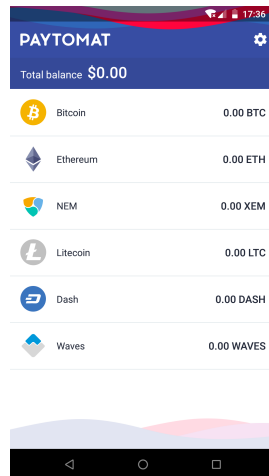 17:36
PAYTOMAT
Total balance $0.00
Bitcoin 0.00 BTC
Ethereum 0.00 ETH
NEM 0.00 XEM
Litecoin 0.00 LTC
Dash 0.00 DASH
Waves 0.00 WAVES